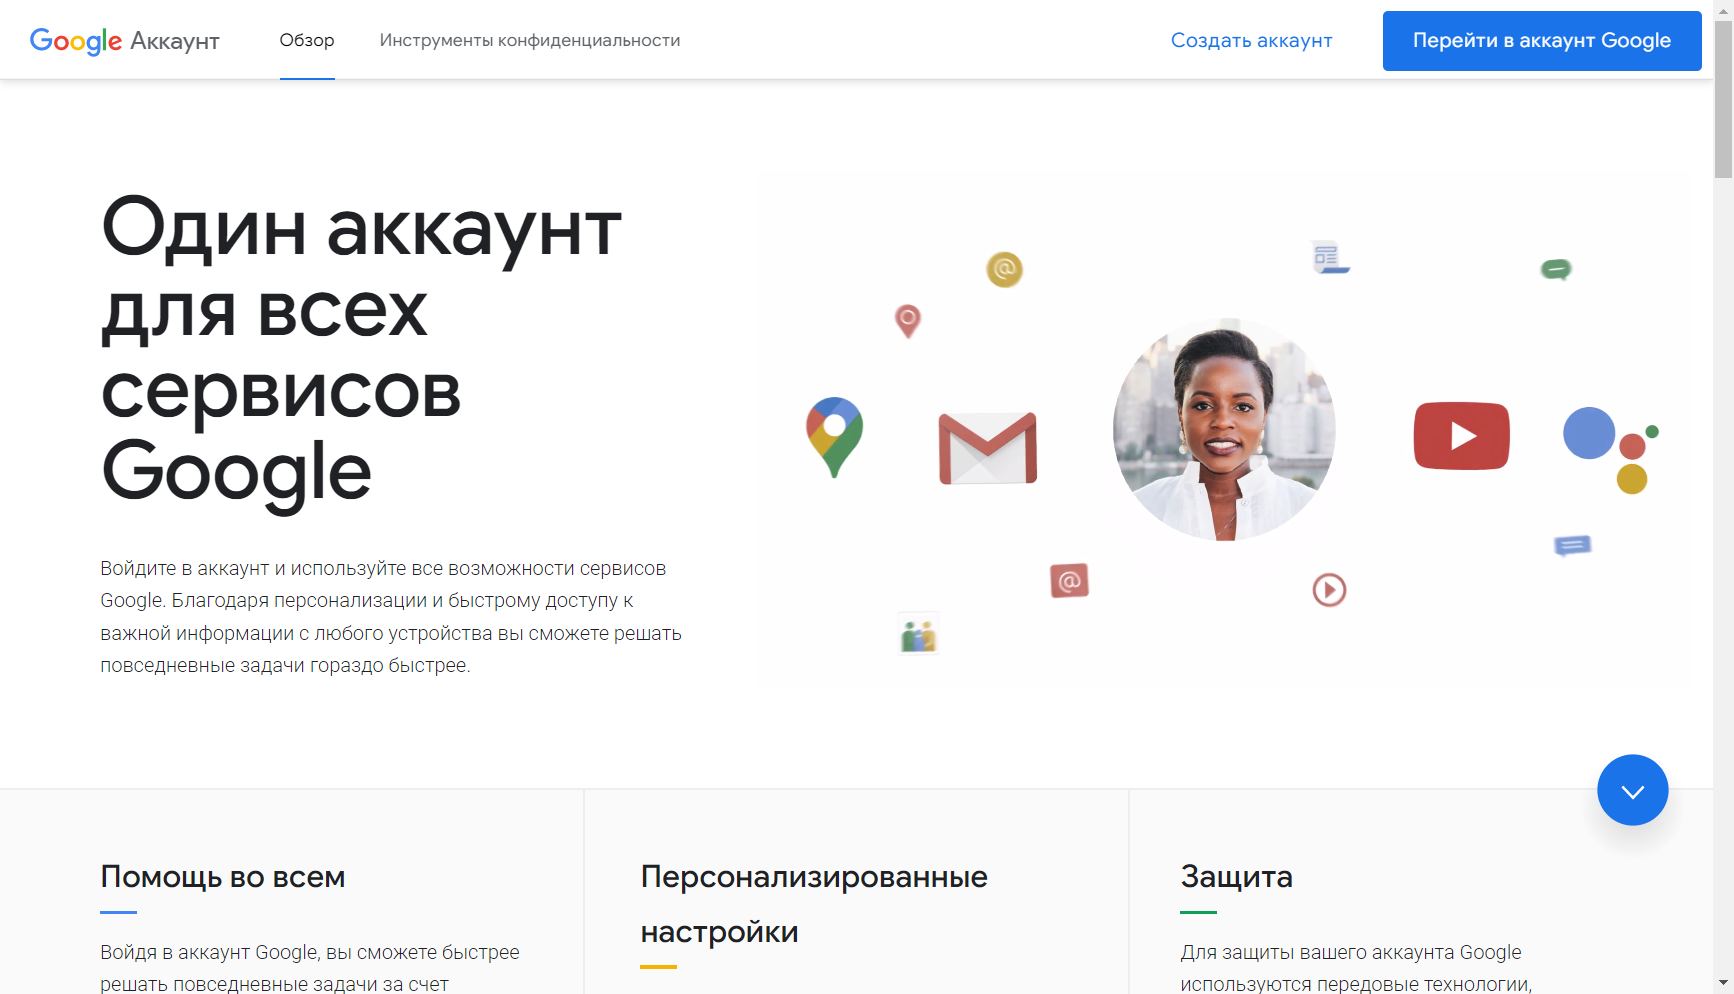 Google Аккаунт
Обзор
Инструменты конфиденциальности
Создать аккаунт
Перейти в аккаунт Google
Один аккаунт
для всех
сервисов
Google
Войдите в аккаунт и используйте все возможности сервисов
Google. Благодаря персонализации и быстрому доступу к
важной информации с любого устройства вы сможете решать
повседневные задачи гораздо быстрее.
Помощь во всем
Войдя в аккаунт Google, вы сможете быстрее
решать повседневные задачи за счет
Персонализированные
настройки
Защита
Для защиты вашего аккаунта Google
используются передовые технологии,